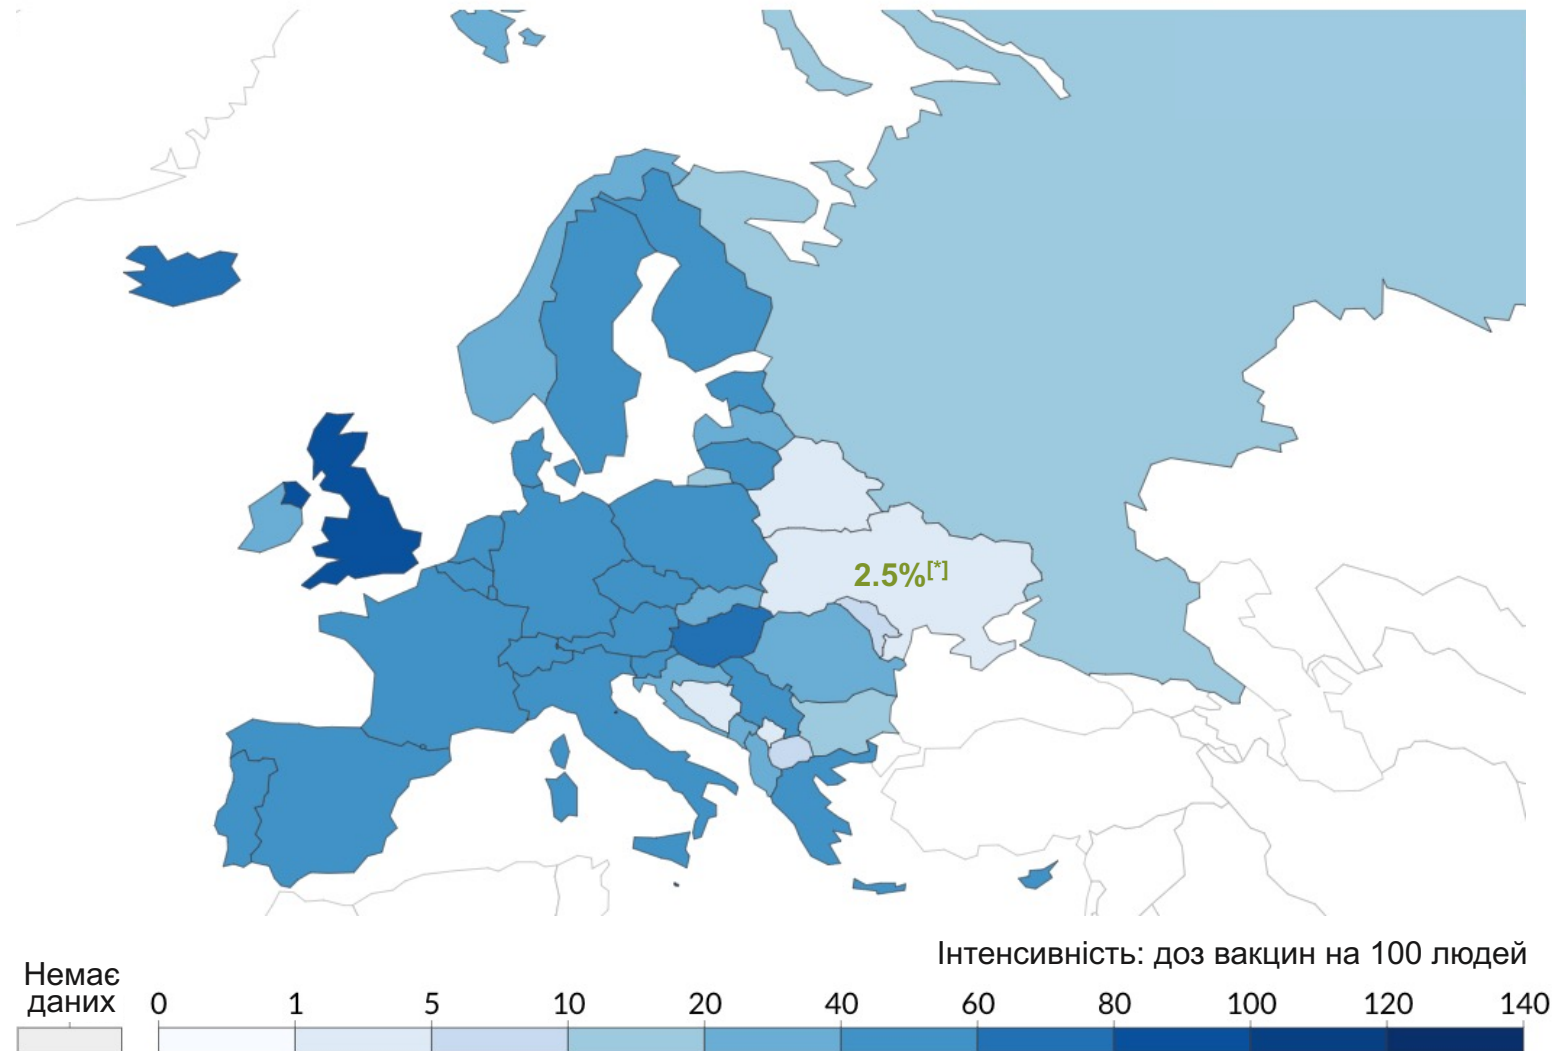 2.5%[*]
Інтенсивність: доз вакцин на 100 людей
Немає
даних
0 1 5 10 20 40 60 80 100 120 140